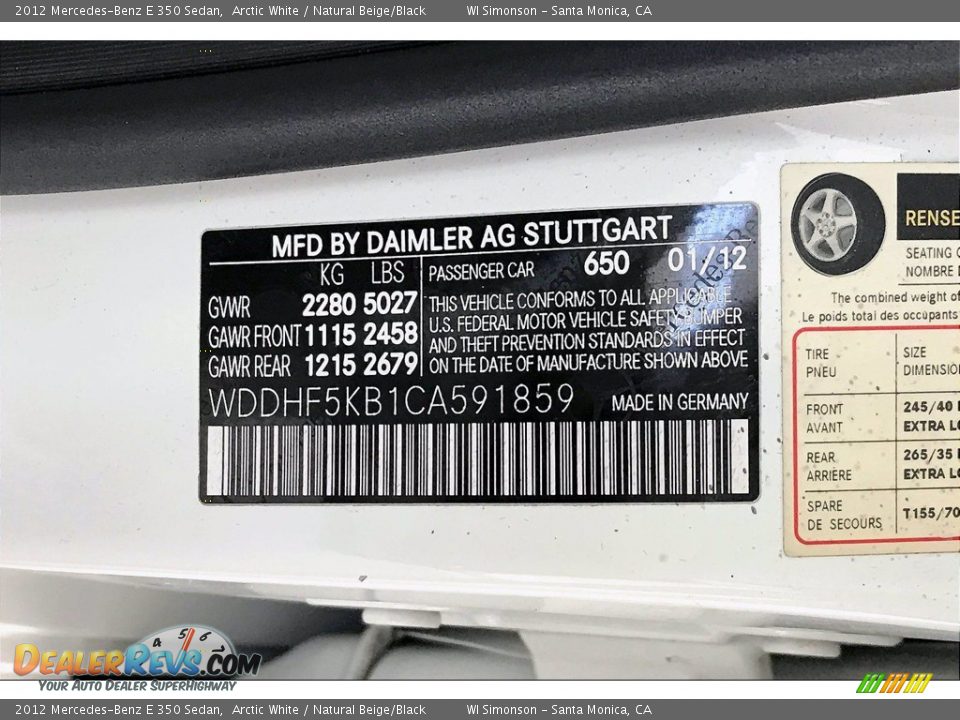 2012 Mercedes-Benz E 350 Sedan, Arctic White / Natural Beige/Black WI Simonson - Santa Monica, CA
MFD BY DAIMLER AG STUTTGART
KG LBS
GVWR 2280 5027
GAWR FRONT 1115 2458
GAWR REAR 1215 2679
PASSENGER CAR 650 01/12
THIS VEHICLE CONFORMS TO ALL APPLICABLE
U.S. FEDERAL MOTOR VEHICLE SAFETY BUMPER
AND THEFT PREVENTION STANDARDS IN EFFECT
ON THE DATE OF MANUFACTURE SHOWN ABOVE
WDDHF5KB1CA591859 MADE IN GERMANY
RENSE
SEATING
NOMBRE
The combined weight of
Le poids total des occupants
TIRE SIZE
PNEU DIMENSION
FRONT 245/40
AVANT EXTRA
REAR 265/35
ARRIÈRE EXTRA
SPARE T155/70
DE SECOURS
4 5 6 7
DEALERREVS.COM
YOUR AUTO DEALER SUPERHIGHWAY
2012 Mercedes-Benz E 350 Sedan, Arctic White / Natural Beige/Black WI Simonson - Santa Monica, CA